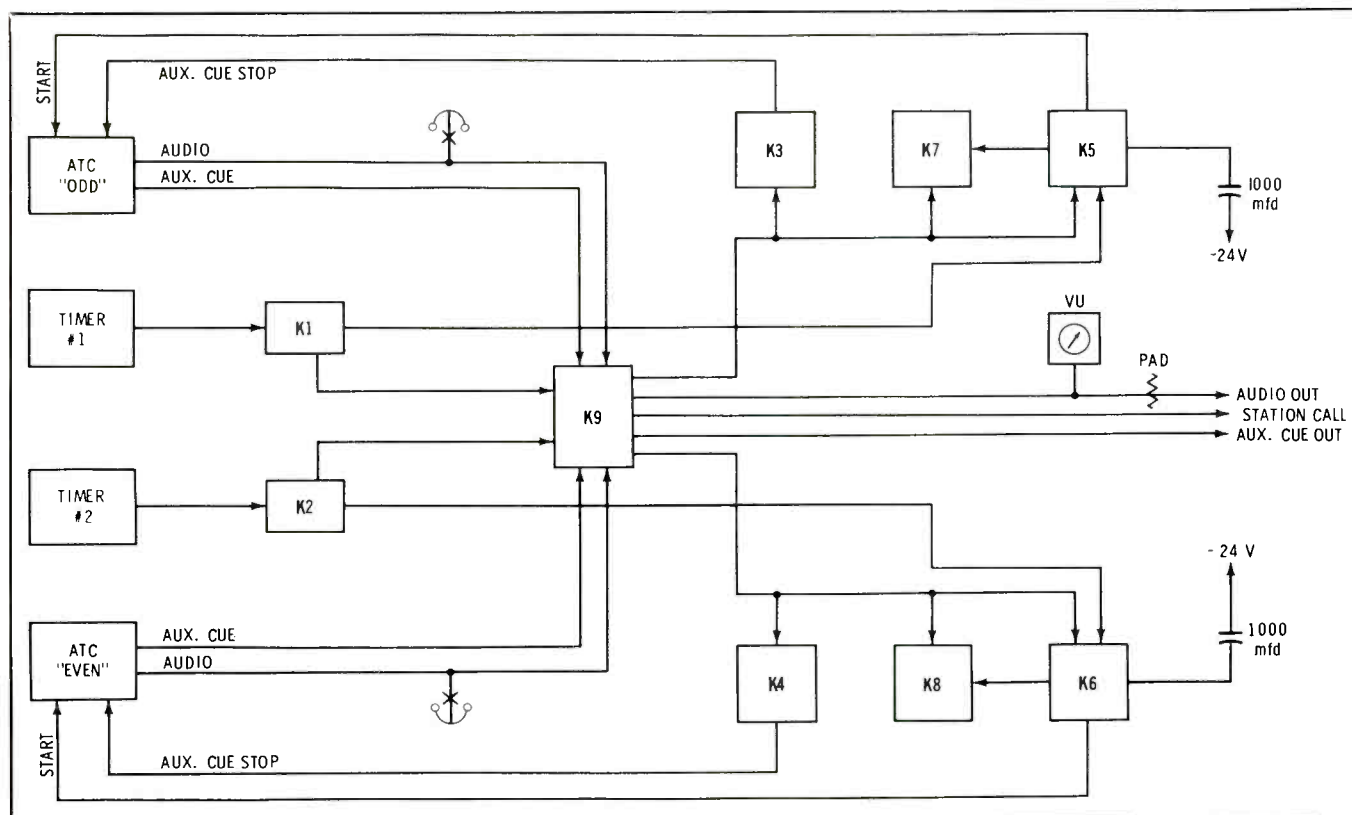 START
AUX. CUE STOP
ATC
"ODD"
AUDIO
AUX. CUE
K3
K7
K5
1000
mfd
-24V
TIMER
#1
K1
VU
PAD
K9
AUDIO OUT
STATION CALL
AUX. CUE OUT
TIMER
#2
K2
- 24 V
1000
mfd
ATC
"EVEN"
AUX. CUE
AUDIO
K4
K8
K6
START
AUX. CUE STOP